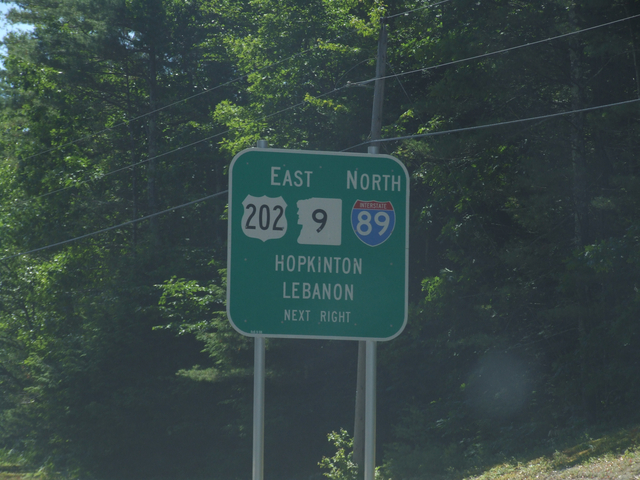 EAST NORTH
202 9 INTERSTATE 89
HOPKINTON
LEBANON
NEXT RIGHT